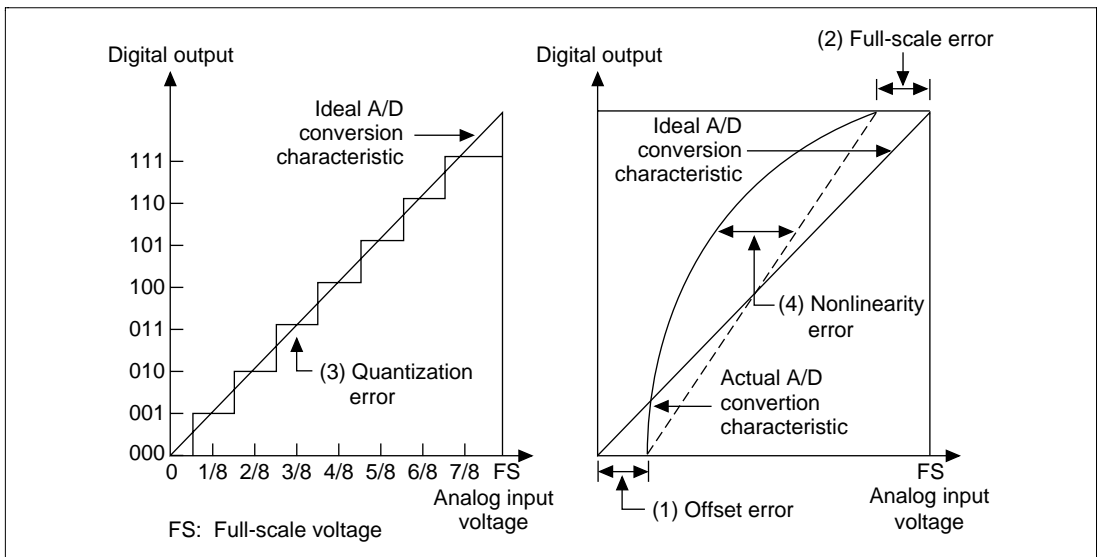 Digital output
Ideal A/D
conversion
characteristic
111
110
101
100
011
010
001
000
(3) Quantization
error
0 1/8 2/8 3/8 4/8 5/8 6/8 7/8 FS
Analog input
voltage
FS: Full-scale voltage
(2) Full-scale error
Digital output
Ideal A/D
conversion
characteristic
(4) Nonlinearity
error
Actual A/D
convertion
characteristic
FS
Analog input
voltage
(1) Offset error